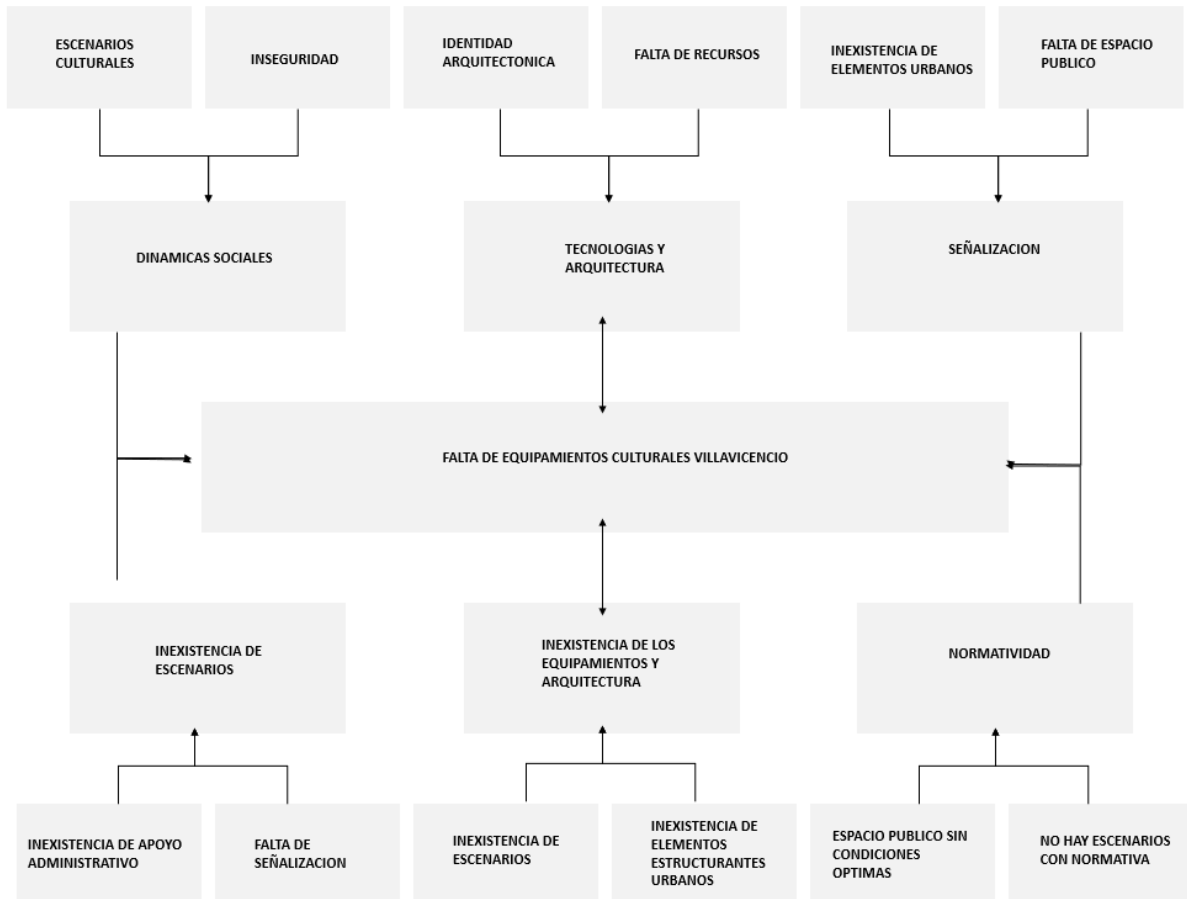 ESCENARIOS
CULTURALES
INSEGURIDAD
IDENTIDAD
ARQUITECTONICA
FALTA DE RECURSOS
INEXISTENCIA DE
ELEMENTOS URBANOS
FALTA DE ESPACIO
PUBLICO
DINAMICAS SOCIALES
TECNOLOGIAS Y
ARQUITECTURA
SEÑALIZACION
FALTA DE EQUIPAMIENTOS CULTURALES VILLAVICENCIO
INEXISTENCIA DE
ESCENARIOS
INEXISTENCIA DE LOS
EQUIPAMIENTOS Y
ARQUITECTURA
NORMATIVIDAD
INEXISTENCIA DE APOYO
ADMINISTRATIVO
FALTA DE
SEÑALIZACION
INEXISTENCIA DE
ESCENARIOS
INEXISTENCIA DE
ELEMENTOS
ESTRUCTURANTES
URBANOS
ESPACIO PUBLICO SIN
CONDICIONES
OPTIMAS
NO HAY ESCENARIOS
CON NORMATIVA